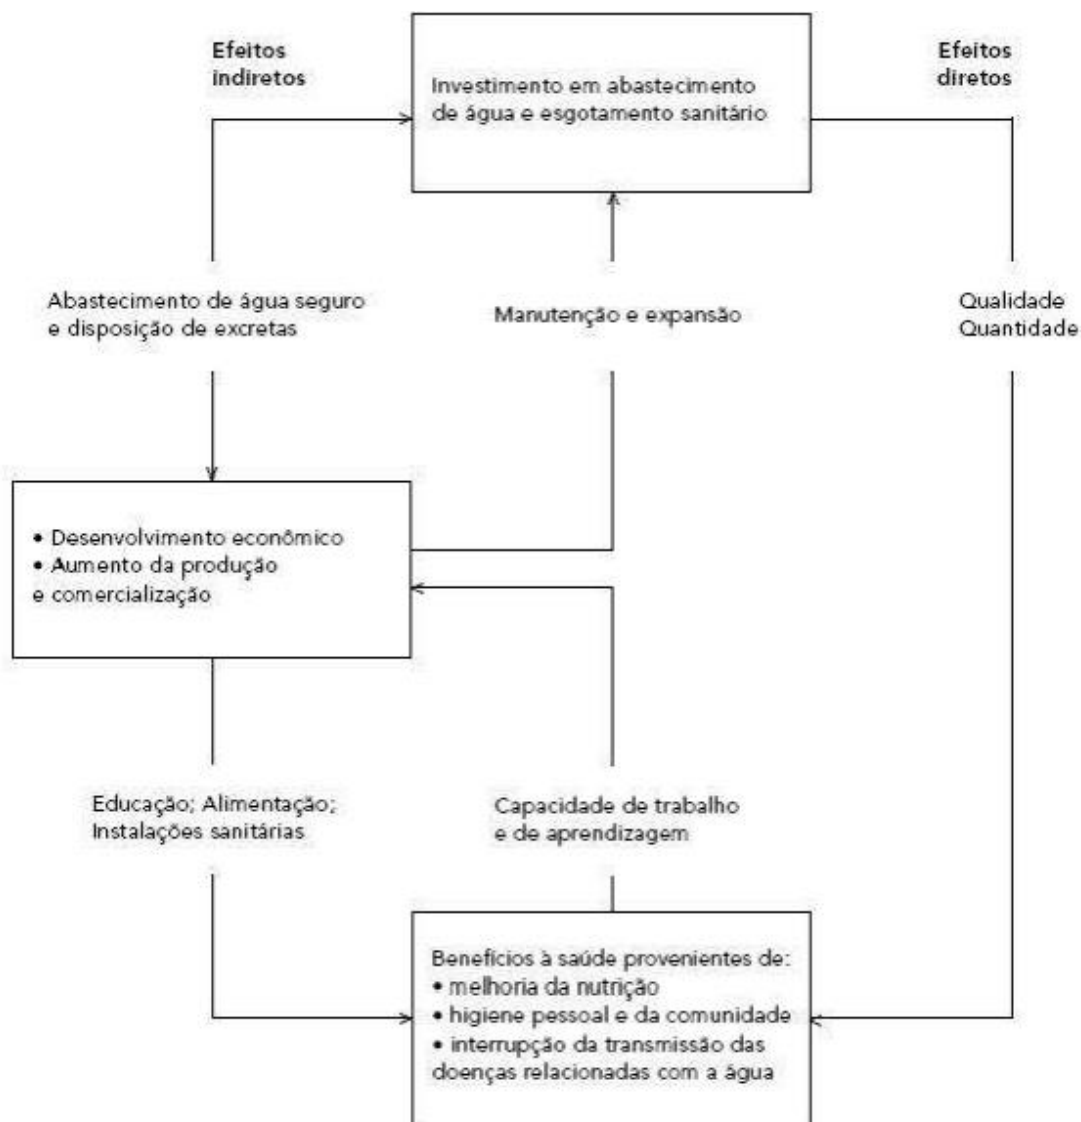 Efeitos
indiretos
Investimento em abastecimento
de água e esgotamento sanitário
Efeitos
diretos
Abastecimento de água seguro
e disposição de excretas
Manutenção e expansão
Qualidade
Quantidade
• Desenvolvimento econômico
• Aumento da produção
e comercialização
Educação; Alimentação;
Instalações sanitárias
Capacidade de trabalho
e de aprendizagem
Benefícios à saúde provenientes de:
• melhoria da nutrição
• higiene pessoal e da comunidade
• interrupção da transmissão das
doenças relacionadas com a água